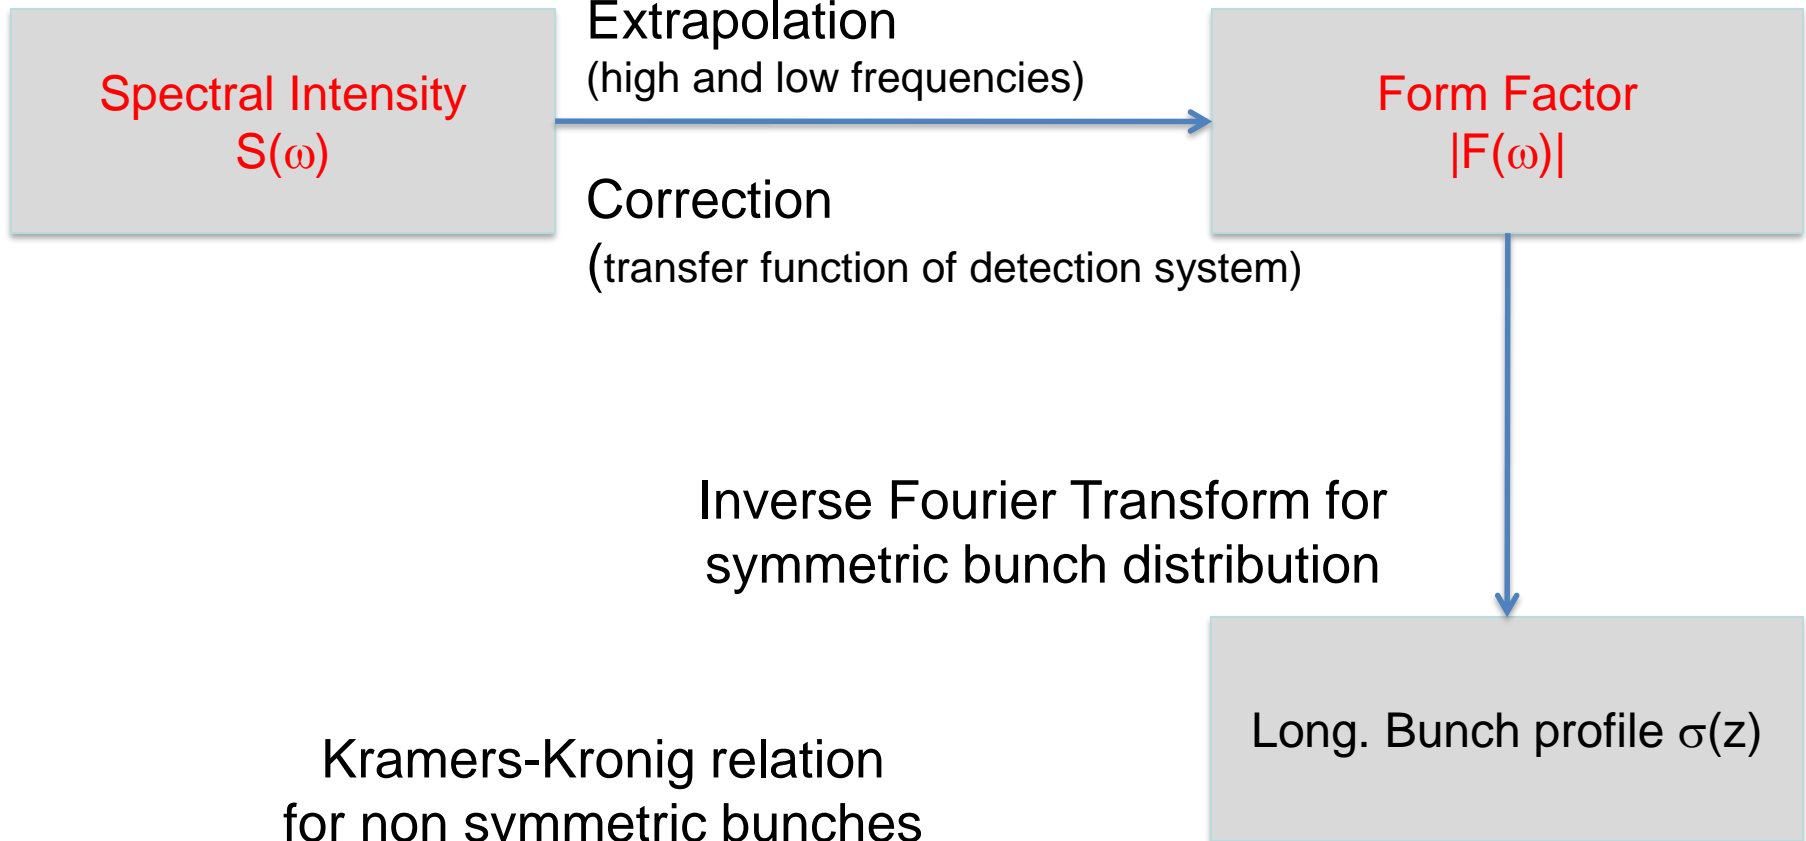 Extrapolation
(high and low frequencies)
Spectral Intensity
S(ω)
Form Factor
|F(ω)|
Correction
(transfer function of detection system)
Inverse Fourier Transform for
symmetric bunch distribution
Long. Bunch profile σ(z)
Kramers-Kronig relation
for non symmetric bunches